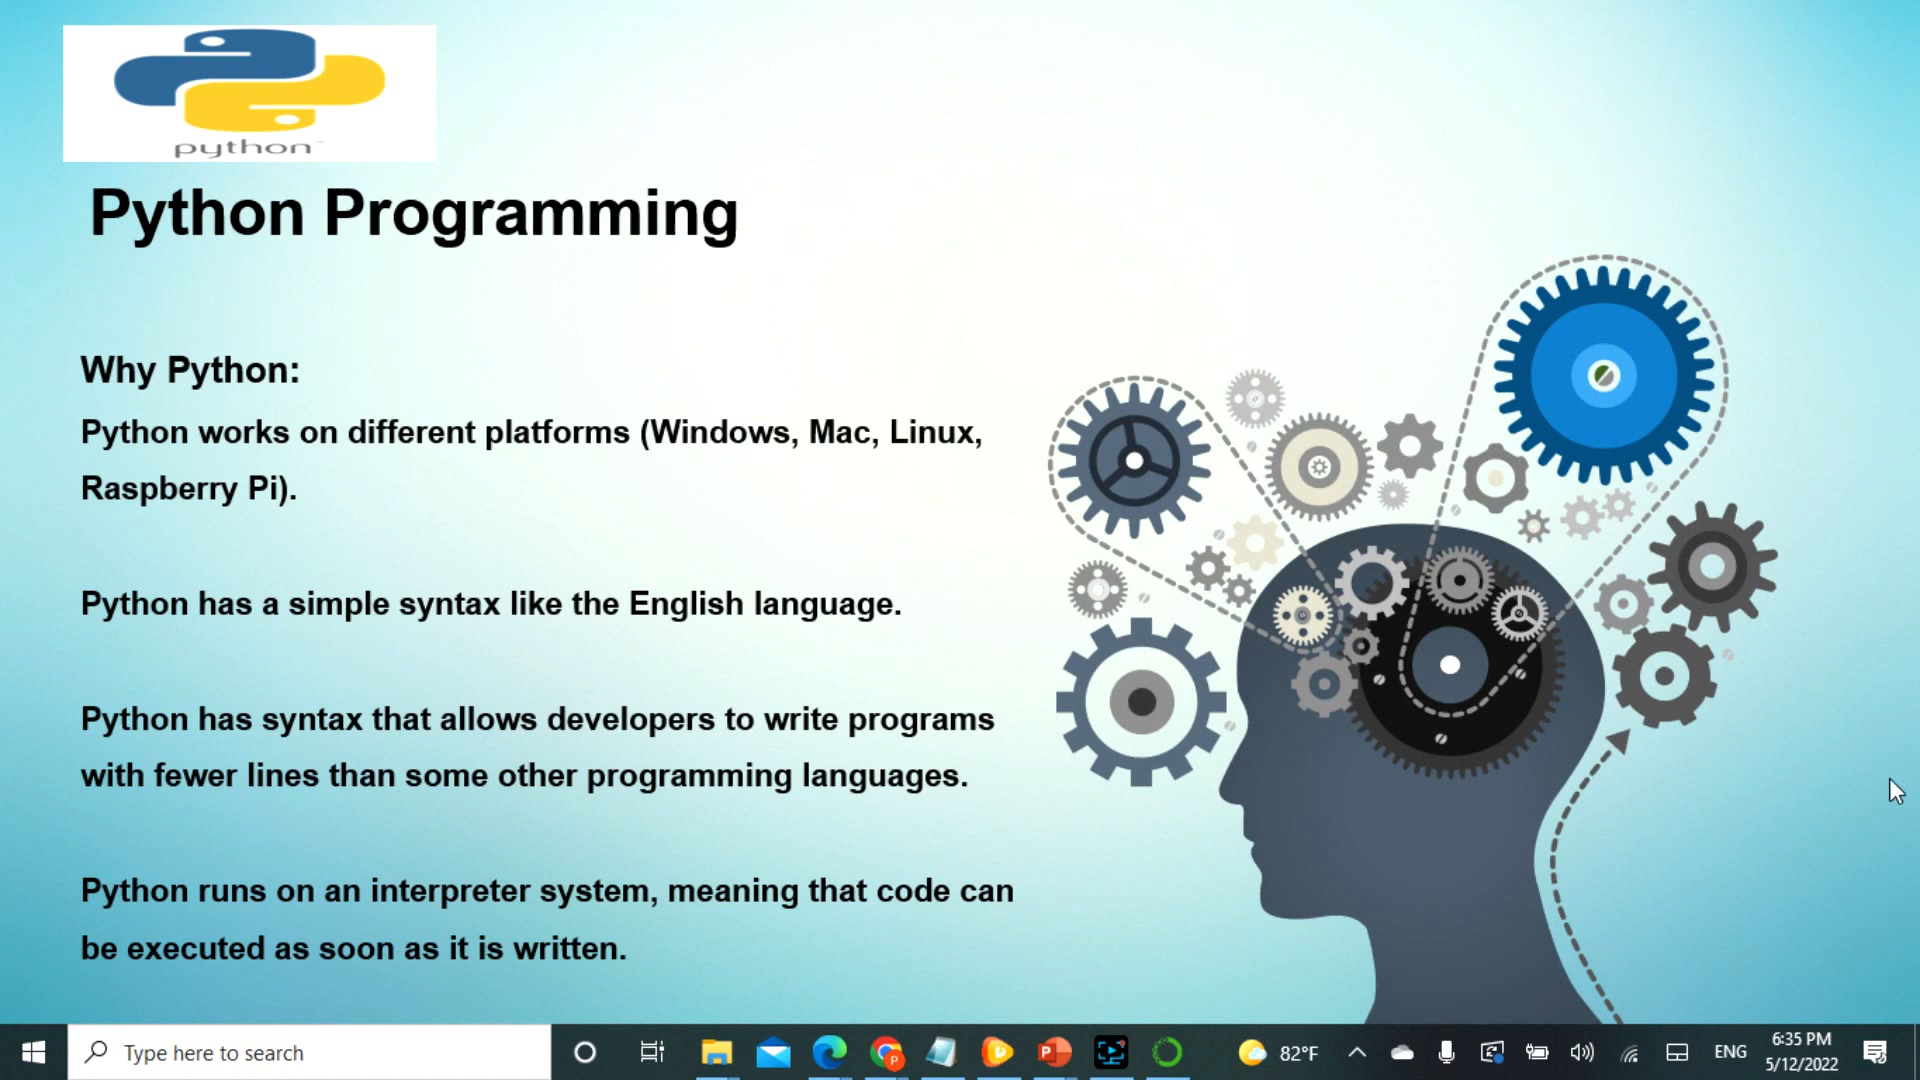 python
Python Programming
Why Python:
Python works on different platforms (Windows, Mac, Linux,
Raspberry Pi).
Python has a simple syntax like the English language.
Python has syntax that allows developers to write programs
with fewer lines than some other programming languages.
Python runs on an interpreter system, meaning that code can
be executed as soon as it is written.
Type here to search
82°F
ENG
6:35 PM
5/12/2022